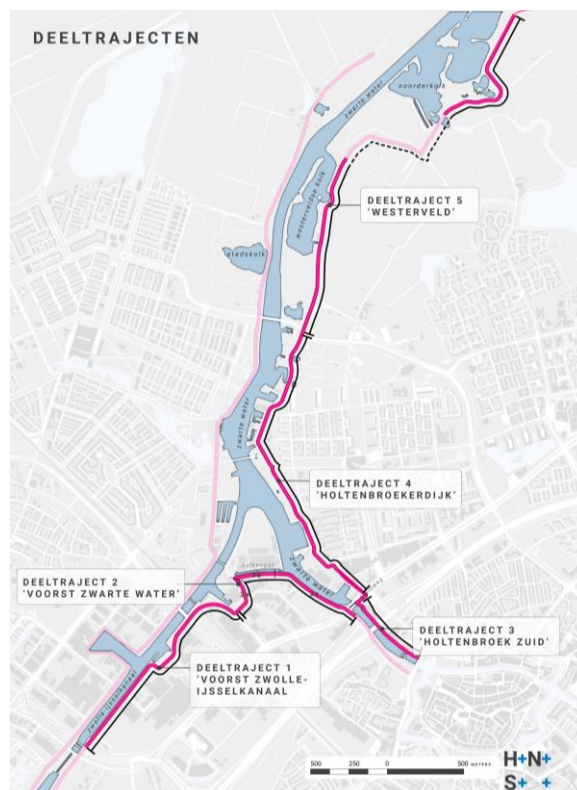 DEELTRAJECTEN
noorderkolk
zwarte water
DEELTRAJECT 5
'WESTERVELD'
westerveldse kolk
stadskolk
zwarte water
DEELTRAJECT 4
'HOLTENBROEKERDIJK'
zwarte water
DEELTRAJECT 2
'VOORST ZWARTE WATER'
DEELTRAJECT 3
'HOLTENBROEK ZUID'
DEELTRAJECT 1
'VOORST ZWOLLE-
IJSSELKANAAL
zwolle-ijsselkanaal
500 250 0 500 METERS
H+N+
S+ +